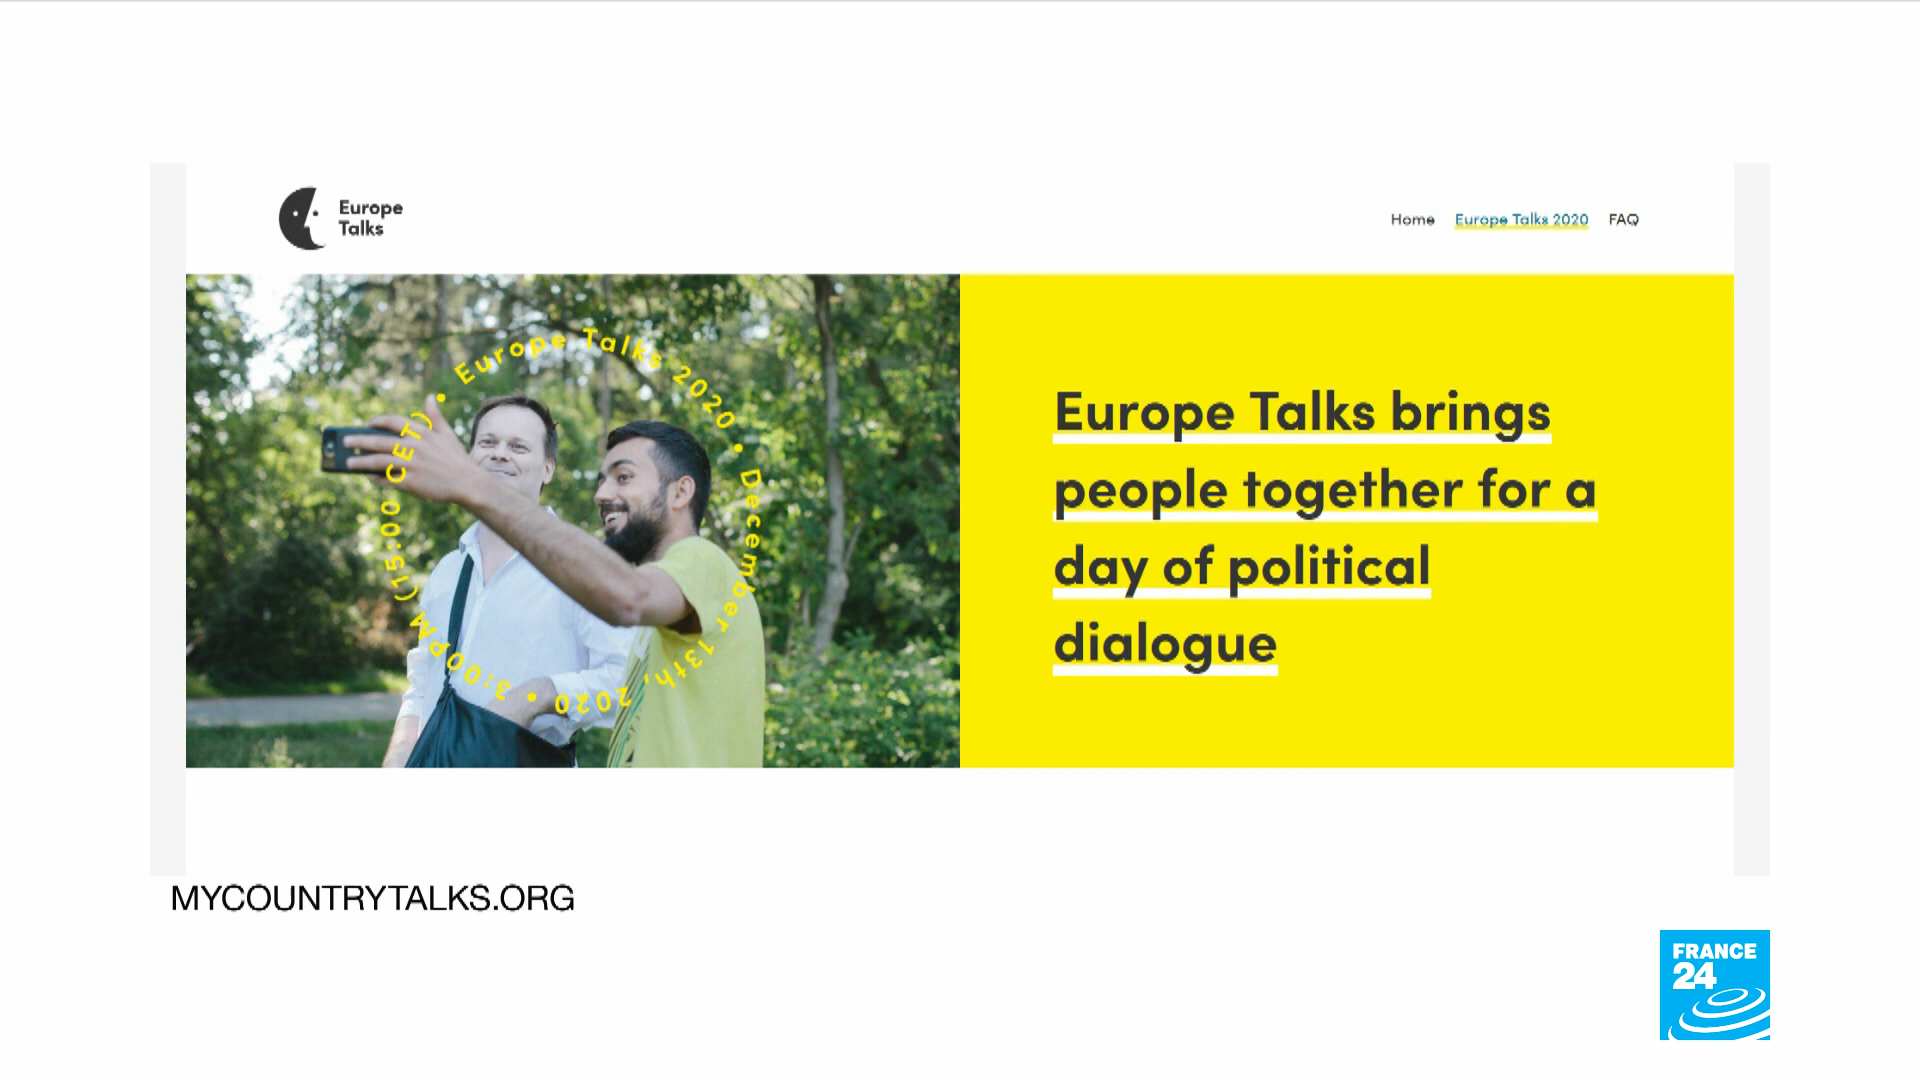 Europe
Talks
Home Europe Talks 2020 FAQ
Europe Talks 2020 • December 13th, 2020 • 3:00PM (15:00 CET) •
Europe Talks brings
people together for a
day of political
dialogue
MYCOUNTRYTALKS.ORG
FRANCE
24